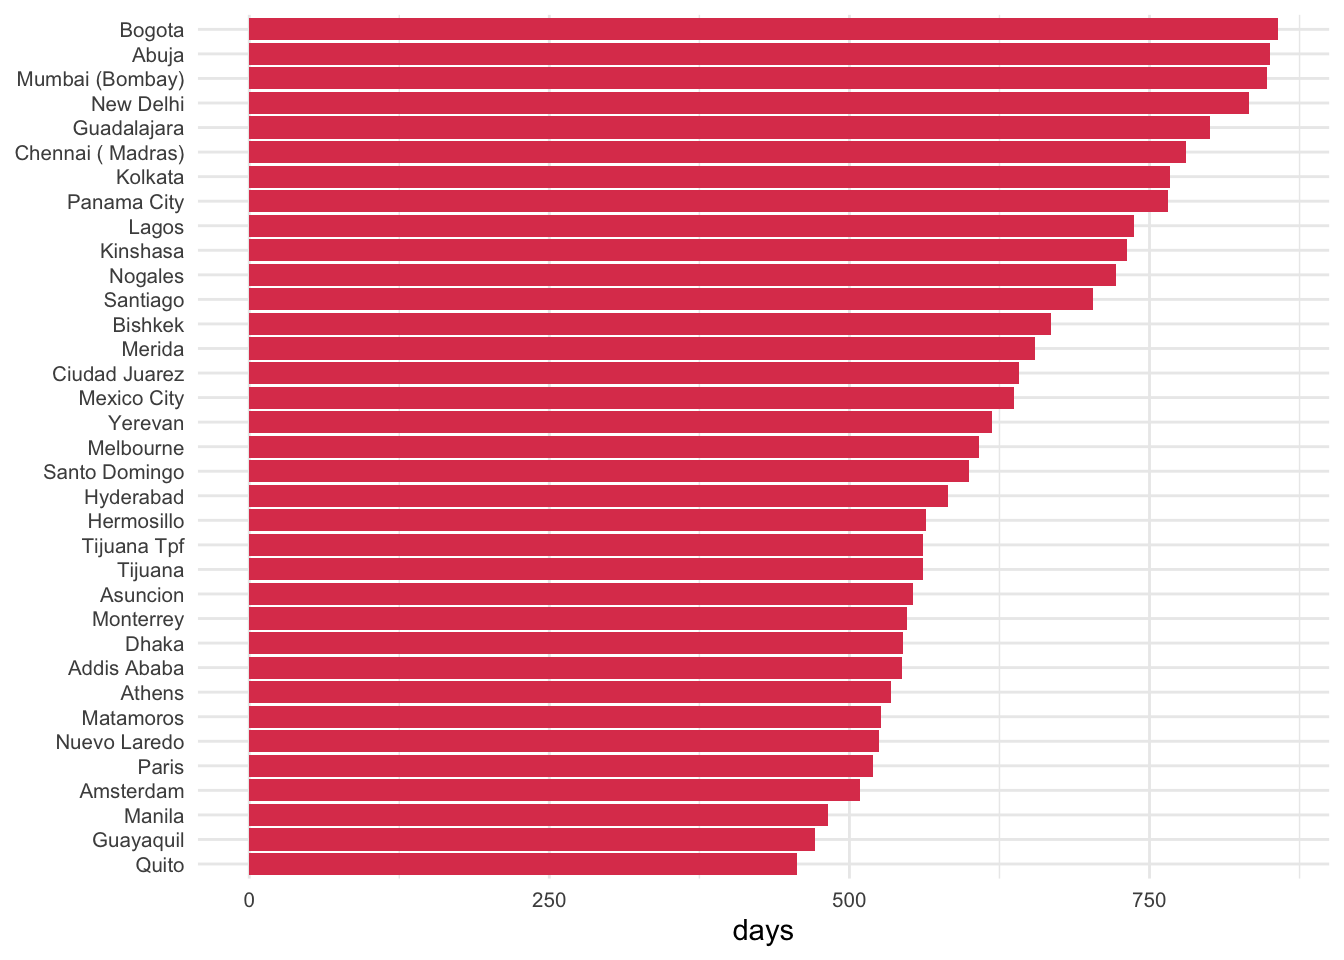 Bogota
Abuja
Mumbai (Bombay)
New Delhi
Guadalajara
Chennai ( Madras)
Kolkata
Panama City
Lagos
Kinshasa
Nogales
Santiago
Bishkek
Merida
Ciudad Juarez
Mexico City
Yerevan
Melbourne
Santo Domingo
Hyderabad
Hermosillo
Tijuana Tpf
Tijuana
Asuncion
Monterrey
Dhaka
Addis Ababa
Athens
Matamoros
Nuevo Laredo
Paris
Amsterdam
Manila
Guayaquil
Quito
0 250 500 750
days